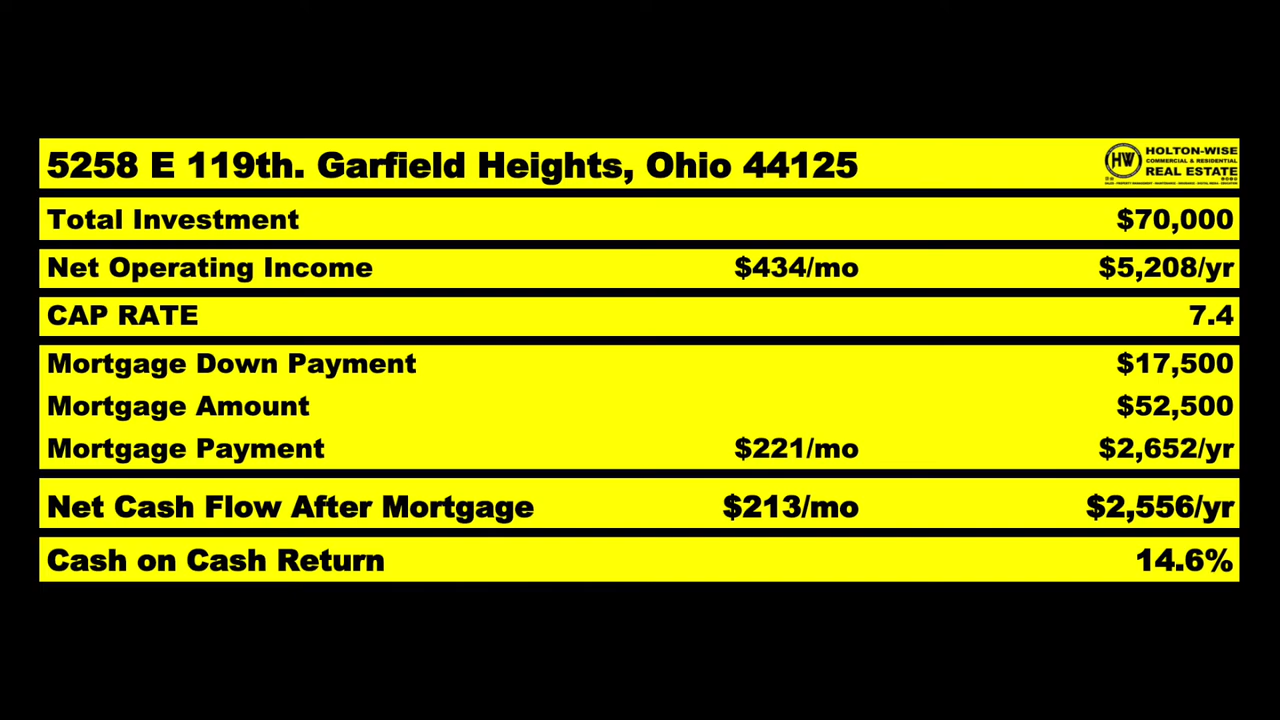 5258 E 119th. Garfield Heights, Ohio 44125
HW
HOLTON-WISE
COMMERCIAL & RESIDENTIAL
REAL ESTATE
Total Investment $70,000
Net Operating Income $434/mo $5,208/yr
CAP RATE 7.4
Mortgage Down Payment $17,500
Mortgage Amount $52,500
Mortgage Payment $221/mo $2,652/yr
Net Cash Flow After Mortgage $213/mo $2,556/yr
Cash on Cash Return 14.6%